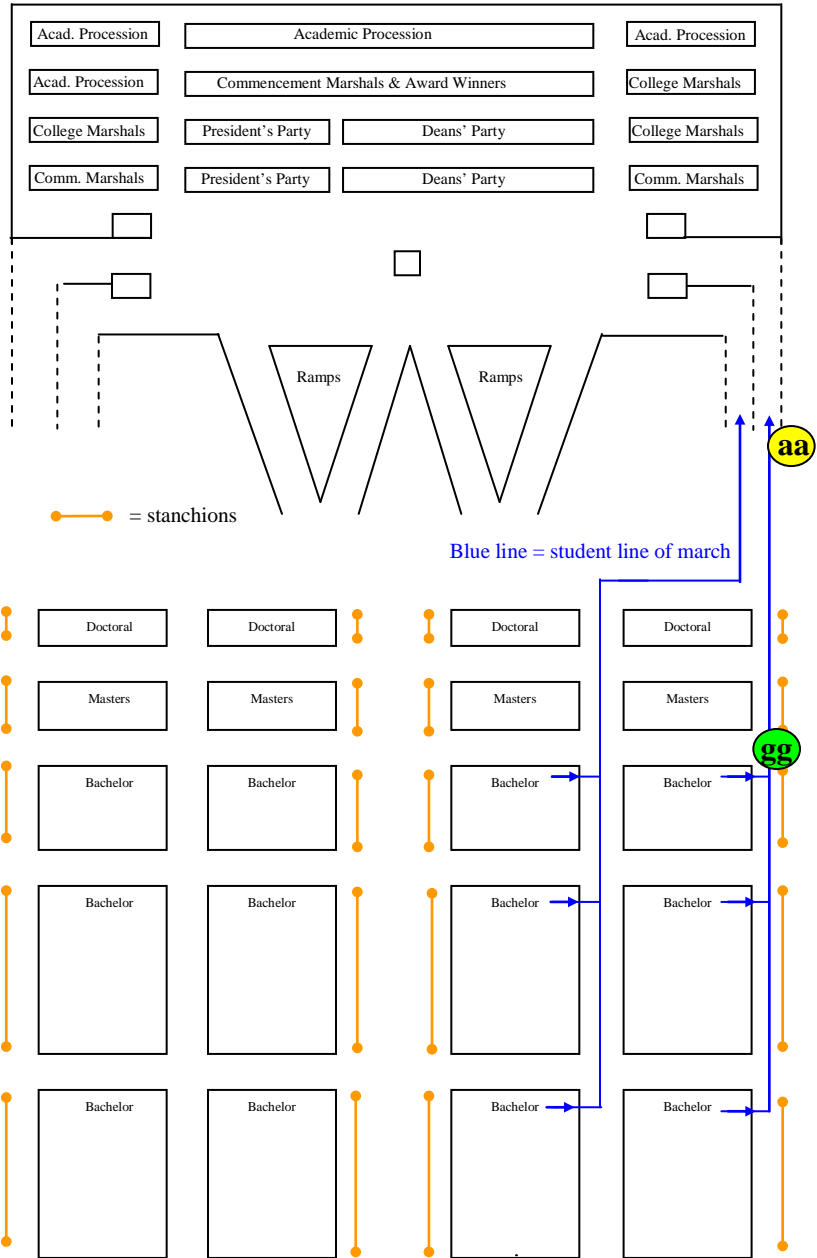 Acad. Procession Academic Procession Acad. Procession
Acad. Procession Commencement Marshals & Award Winners College Marshals
College Marshals President's Party Deans' Party College Marshals
Comm. Marshals President's Party Deans' Party Comm. Marshals
Ramps Ramps
aa
= stanchions
Blue line = student line of march
Doctoral Doctoral Doctoral Doctoral
Masters Masters Masters Masters
gg
Bachelor Bachelor Bachelor Bachelor
Bachelor Bachelor Bachelor Bachelor
Bachelor Bachelor Bachelor Bachelor